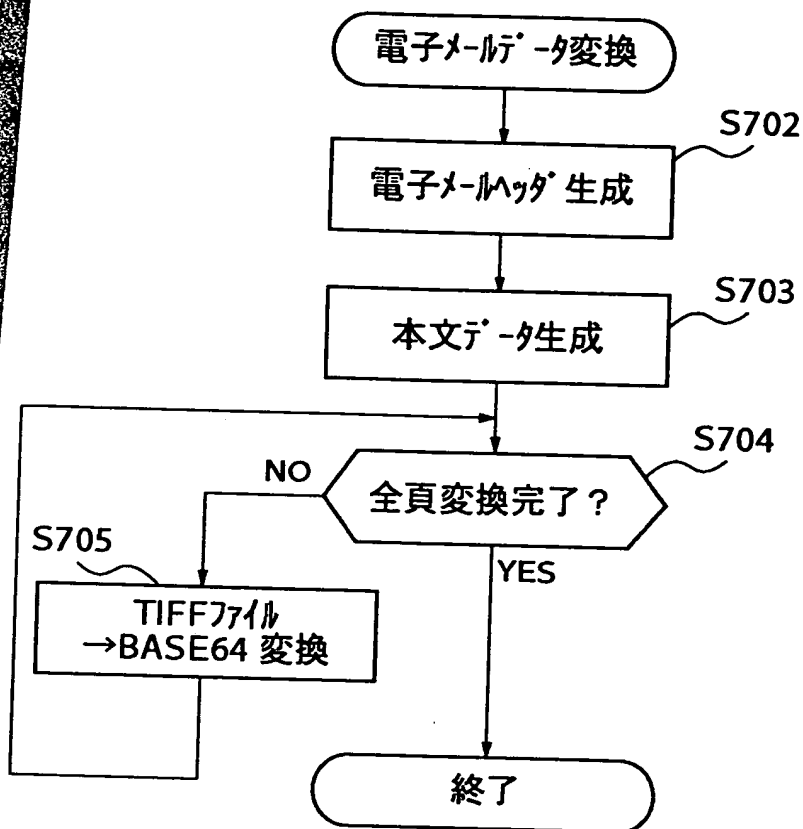 電子ﾒｰﾙﾃﾞｰﾀ変換
S702
電子ﾒｰﾙﾍｯﾀﾞ生成
S703
本文ﾃﾞｰﾀ生成
S704
NO
全頁変換完了？
S705
YES
TIFFﾌｧｲﾙ
→BASE64 変換
終了